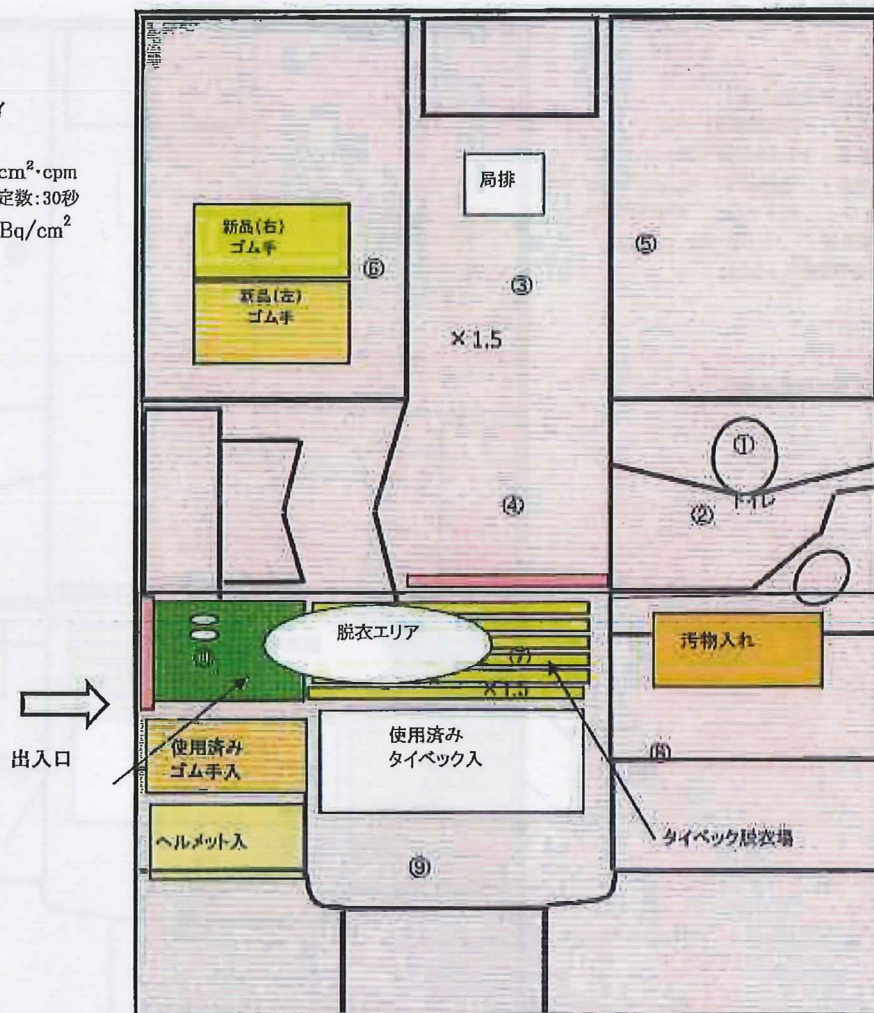 cm²・cpm
定数:30秒
Bq/cm²
局排
新品(右)
ゴム手
⑥
⑤
新品(左)
ゴム手
③
×1.5
①
④
②
トイレ
脱衣エリア
⑦
汚物入れ
×1.5
出入口
使用済み
ゴム手入
使用済み
タイベック入
⑧
ヘルメット入
タイベック脱衣場
⑨